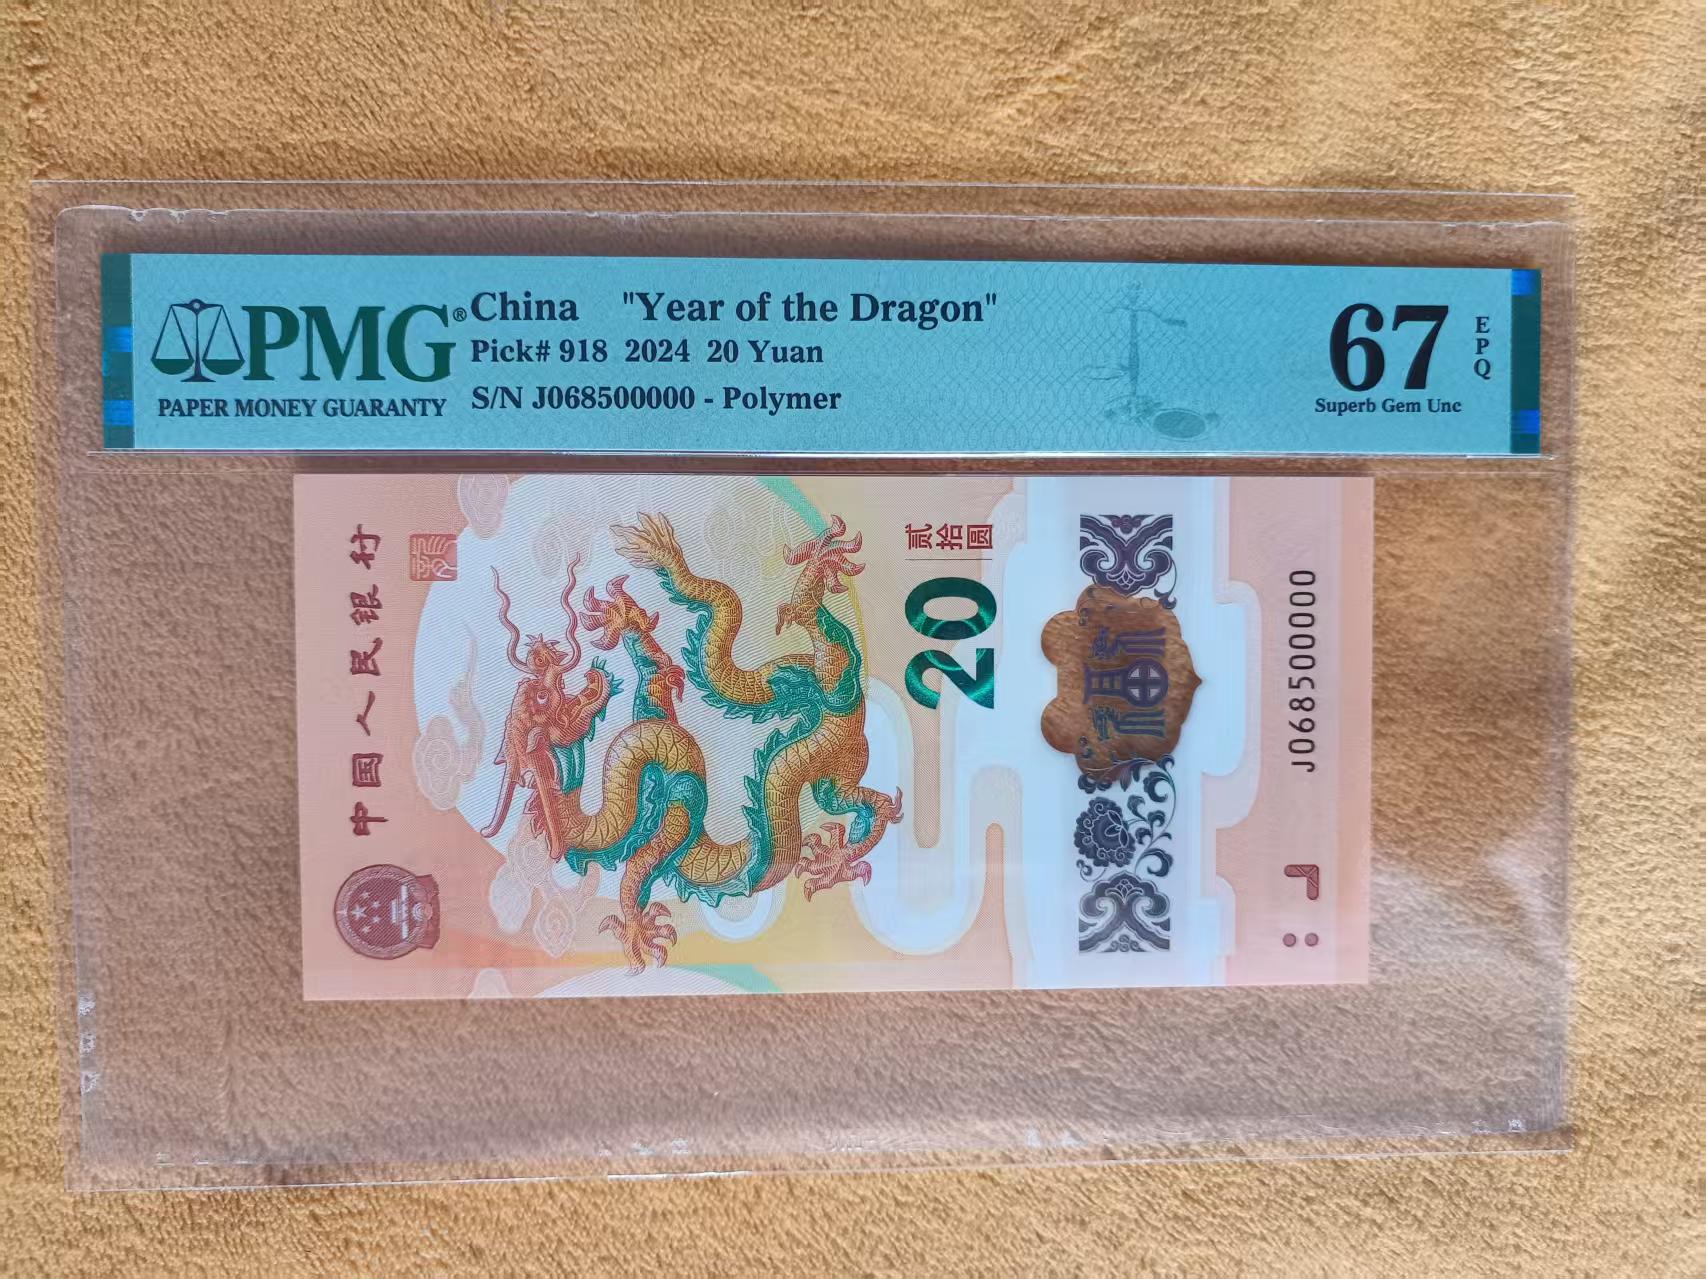 PMG®
PAPER MONEY GUARANTY
China "Year of the Dragon"
Pick# 918 2024 20 Yuan
S/N J068500000 - Polymer
67
EPQ
Superb Gem Unc
中国人民银行
20
贰拾圆
J068500000